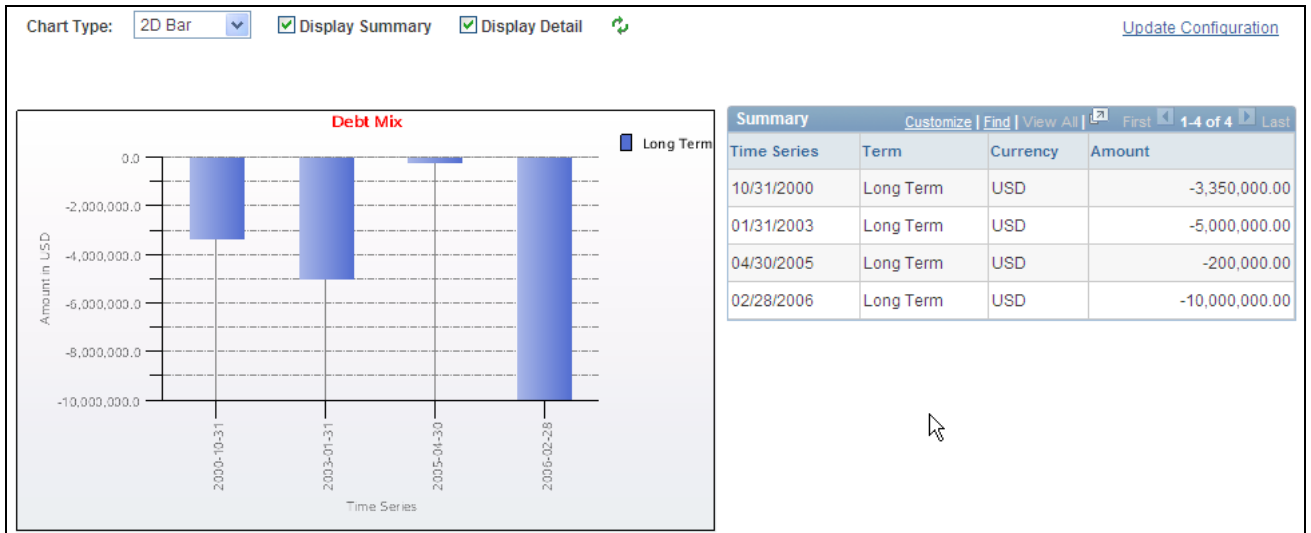 Chart Type: 2D Bar Display Summary Display Detail Update Configuration
Debt Mix
Long Term
0.0
-2,000,000.0
-4,000,000.0
-6,000,000.0
-8,000,000.0
-10,000,000.0
Amount in USD
2000-10-31
2003-01-31
2005-04-30
2006-02-28
Time Series
Summary Customize | Find | View All | First 1-4 of 4 Last
Time Series Term Currency Amount
10/31/2000 Long Term USD -3,350,000.00
01/31/2003 Long Term USD -5,000,000.00
04/30/2005 Long Term USD -200,000.00
02/28/2006 Long Term USD -10,000,000.00